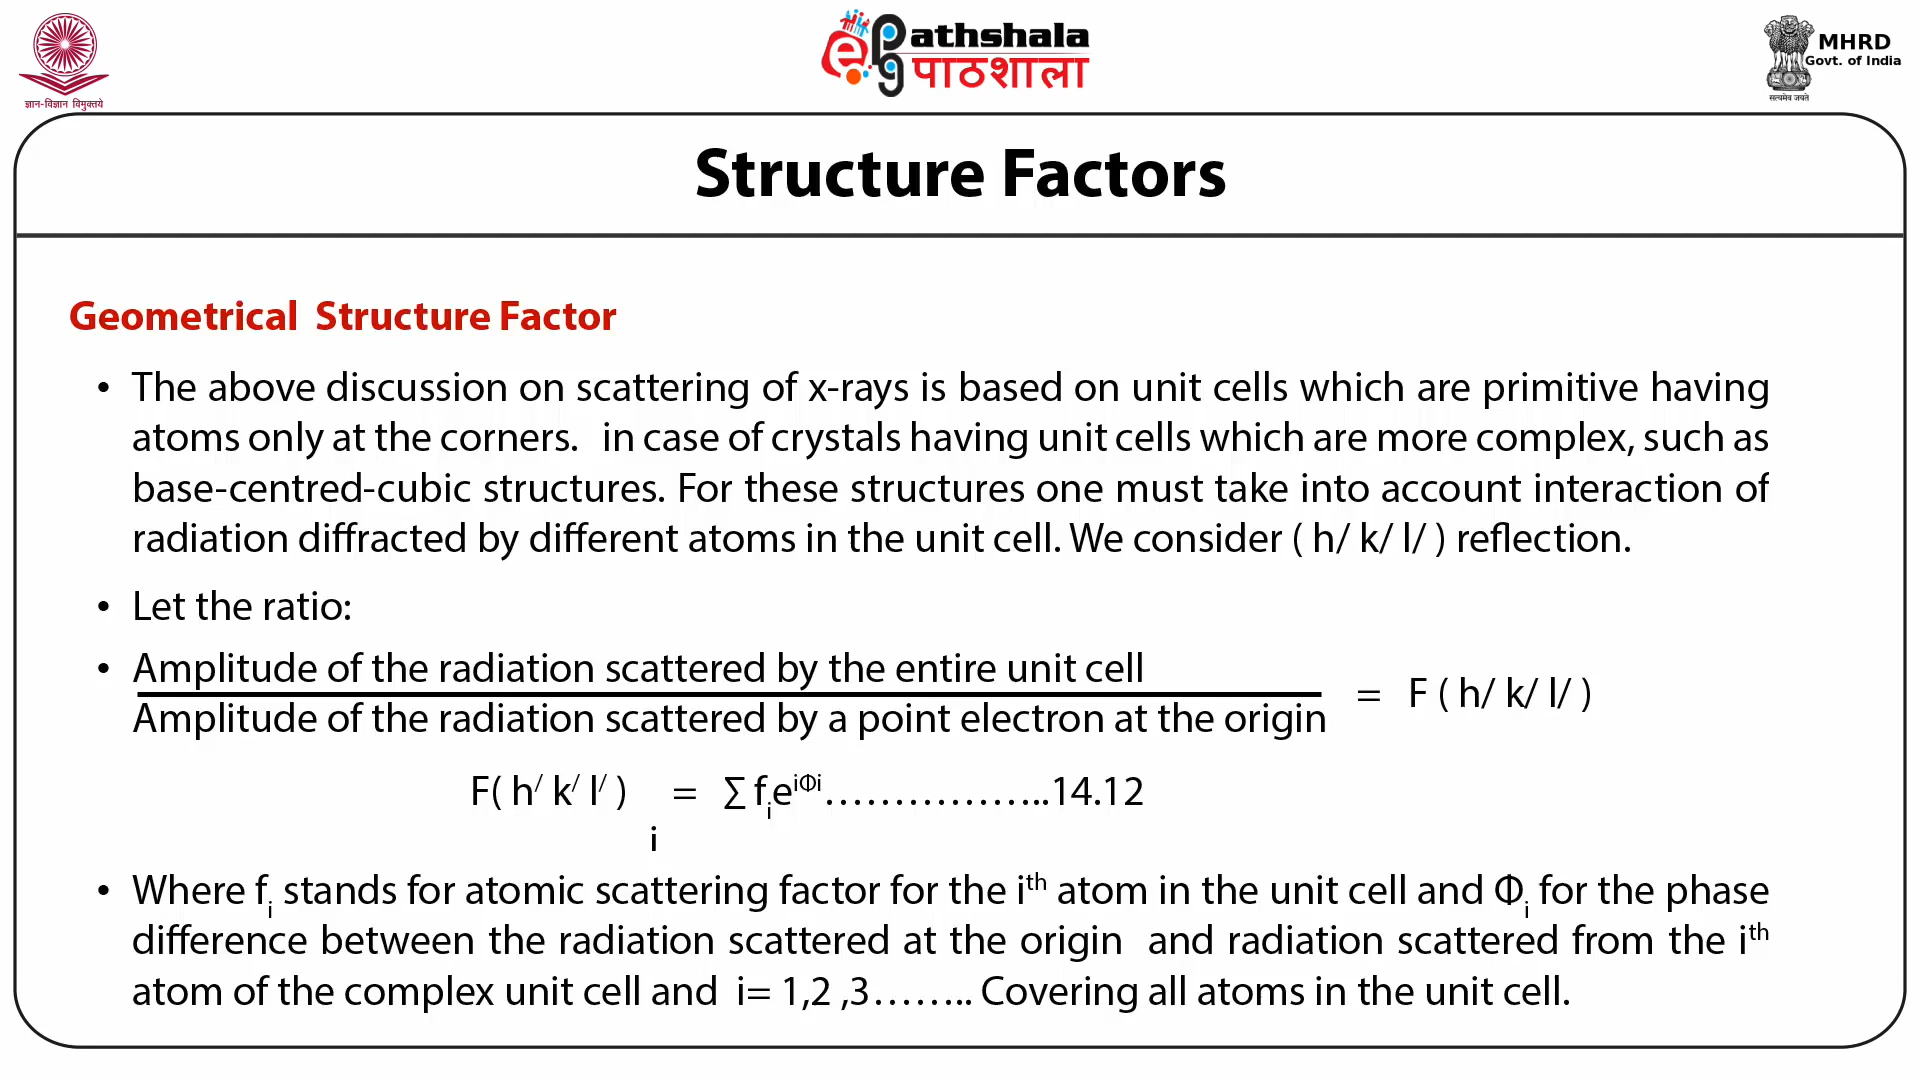 ज्ञान-विज्ञान विमुक्तये
ePathshala
पाठशाला
MHRD
Govt. of India
सत्यमेव जयते
Structure Factors
Geometrical Structure Factor
• The above discussion on scattering of x-rays is based on unit cells which are primitive having
atoms only at the corners. in case of crystals having unit cells which are more complex, such as
base-centred-cubic structures. For these structures one must take into account interaction of
radiation diffracted by different atoms in the unit cell. We consider ( h/ k/ l/ ) reflection.
• Let the ratio:
• Amplitude of the radiation scattered by the entire unit cell
Amplitude of the radiation scattered by a point electron at the origin = F ( h/ k/ l/ )
F( h/ k/ l/ ) = ∑ fᵢe^iΦi………………..14.12
i
• Where fᵢ stands for atomic scattering factor for the iᵗʰ atom in the unit cell and Φᵢ for the phase
difference between the radiation scattered at the origin and radiation scattered from the iᵗʰ
atom of the complex unit cell and i= 1,2 ,3…….. Covering all atoms in the unit cell.